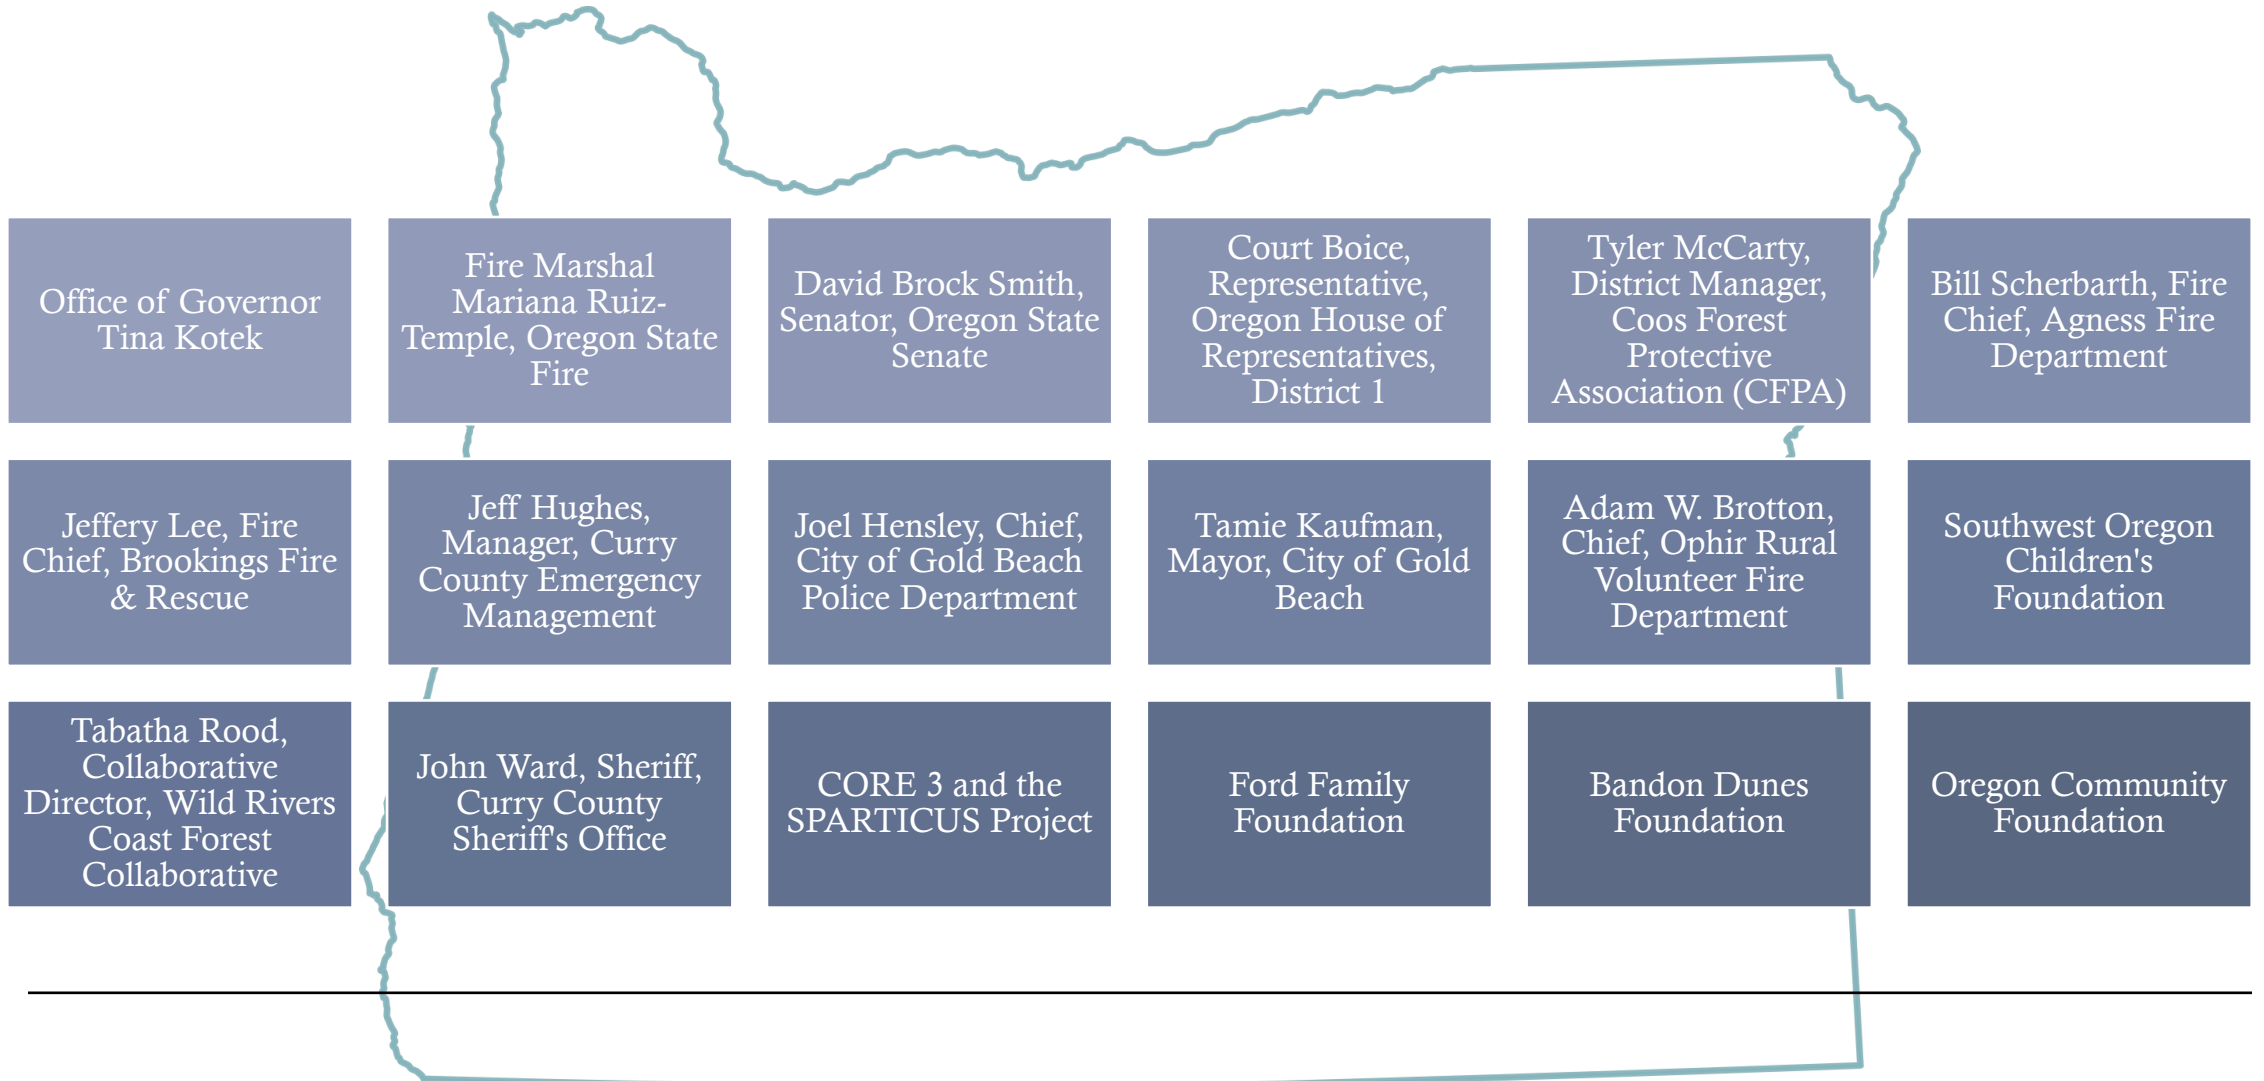 Office of Governor
Tina Kotek
Fire Marshal
Mariana Ruiz-
Temple, Oregon State
Fire
David Brock Smith,
Senator, Oregon State
Senate
Court Boice,
Representative,
Oregon House of
Representatives,
District 1
Tyler McCarty,
District Manager,
Coos Forest
Protective
Association (CFPA)
Bill Scherbarth, Fire
Chief, Agness Fire
Department
Jeffery Lee, Fire
Chief, Brookings Fire
& Rescue
Jeff Hughes,
Manager, Curry
County Emergency
Management
Joel Hensley, Chief,
City of Gold Beach
Police Department
Tamie Kaufman,
Mayor, City of Gold
Beach
Adam W. Brotton,
Chief, Ophir Rural
Volunteer Fire
Department
Southwest Oregon
Children's
Foundation
Tabatha Rood,
Collaborative
Director, Wild Rivers
Coast Forest
Collaborative
John Ward, Sheriff,
Curry County
Sheriff's Office
CORE 3 and the
SPARTICUS Project
Ford Family
Foundation
Bandon Dunes
Foundation
Oregon Community
Foundation